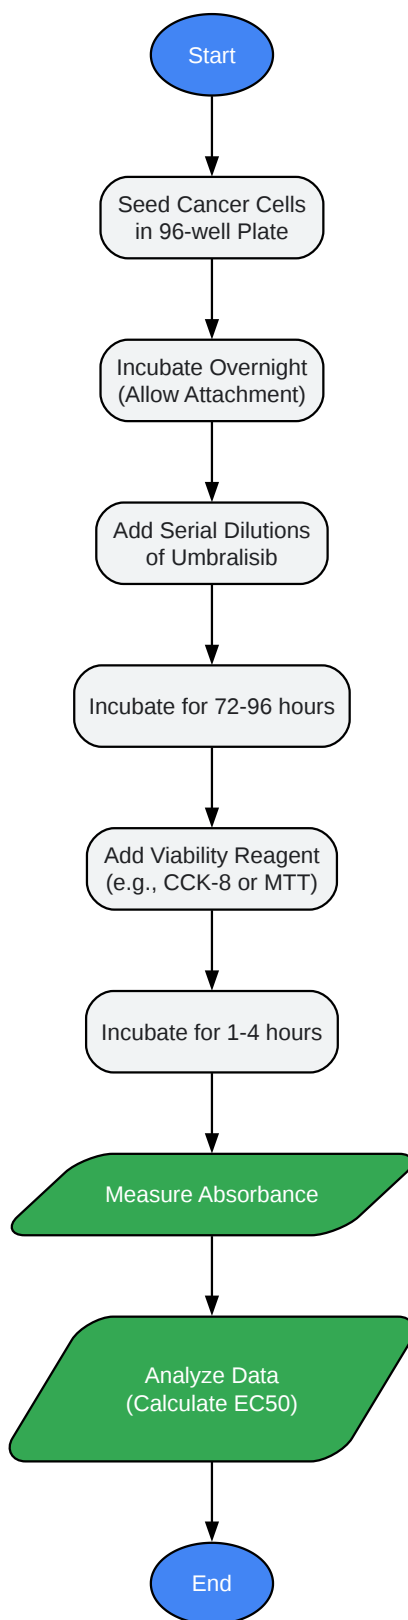 Start
Seed Cancer Cells
in 96-well Plate
Incubate Overnight
(Allow Attachment)
Add Serial Dilutions
of Umbralisib
Incubate for 72-96 hours
Add Viability Reagent
(e.g., CCK-8 or MTT)
Incubate for 1-4 hours
Measure Absorbance
Analyze Data
(Calculate EC50)
End